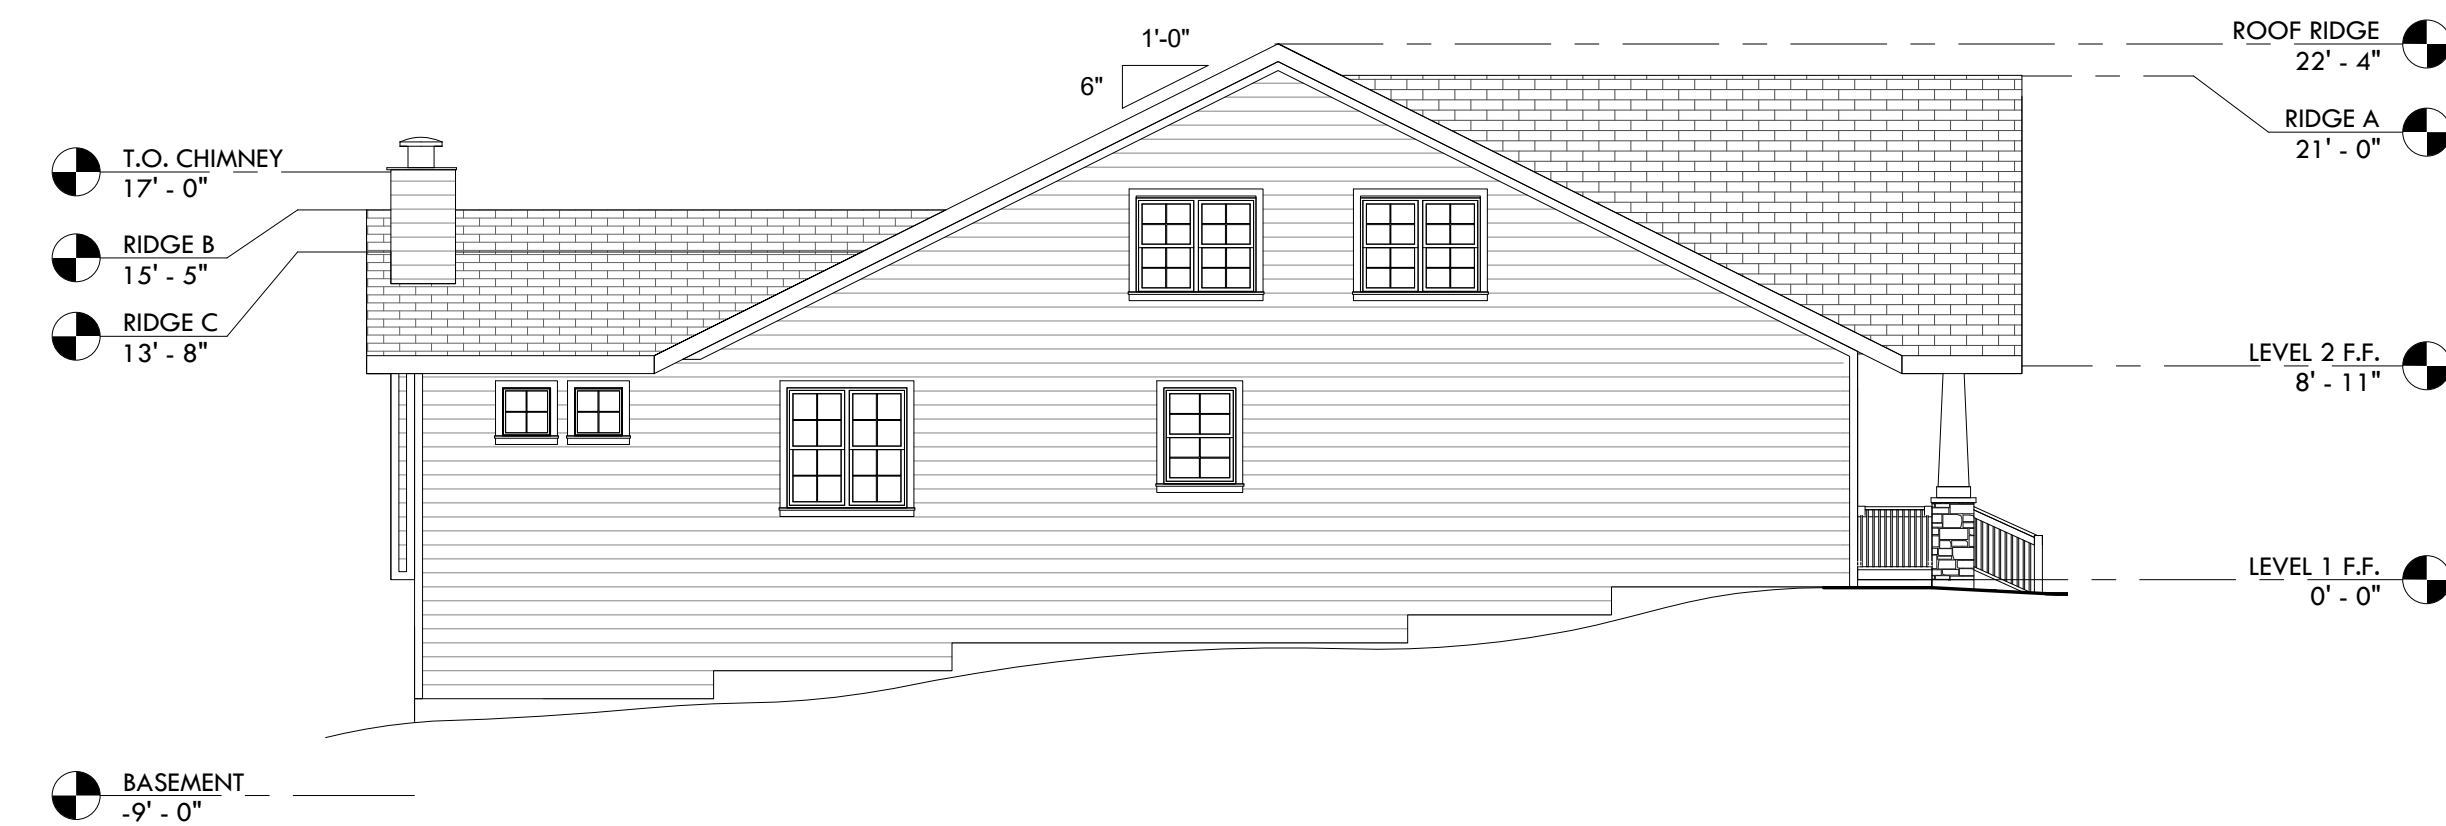 1'-0"
6"
ROOF RIDGE
22' - 4"
RIDGE A
21' - 0"
T.O. CHIMNEY
17' - 0"
RIDGE B
15' - 5"
RIDGE C
13' - 8"
LEVEL 2 F.F.
8' - 11"
LEVEL 1 F.F.
0' - 0"
BASEMENT
-9' - 0"